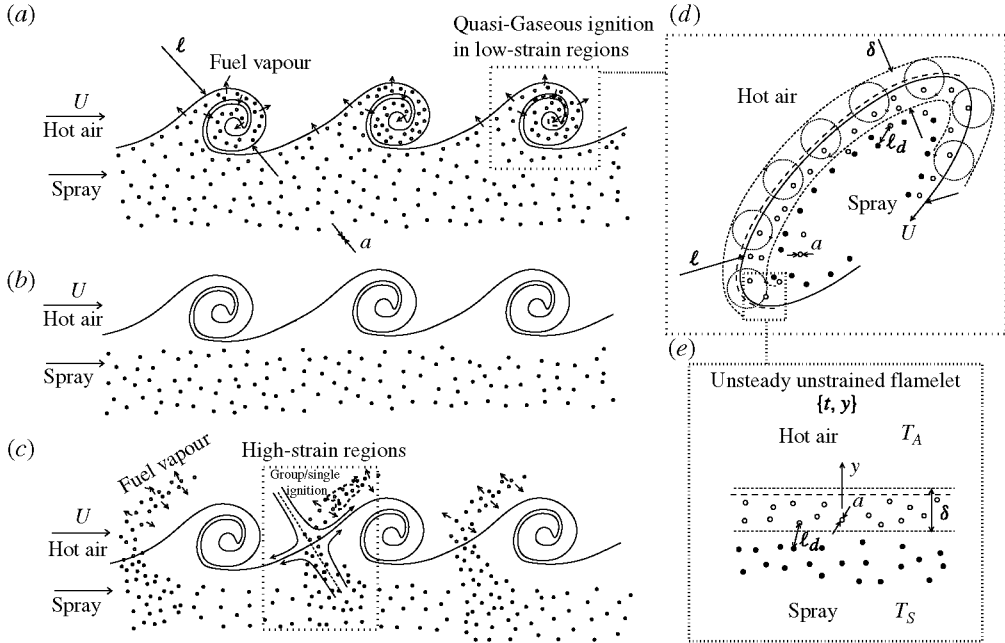 (a)
ℓ
Fuel vapour
Quasi-Gaseous ignition
in low-strain regions
U
Hot air
Spray
a
(b)
U
Hot air
Spray
(c)
Fuel vapour
High-strain regions
Group/single
ignition
U
Hot air
Spray
(d)
δ
Hot air
ℓd
Spray
U
a
ℓ
(e)
Unsteady unstrained flamelet
{t, y}
Hot air
TA
y
a
δ
ℓd
Spray
TS